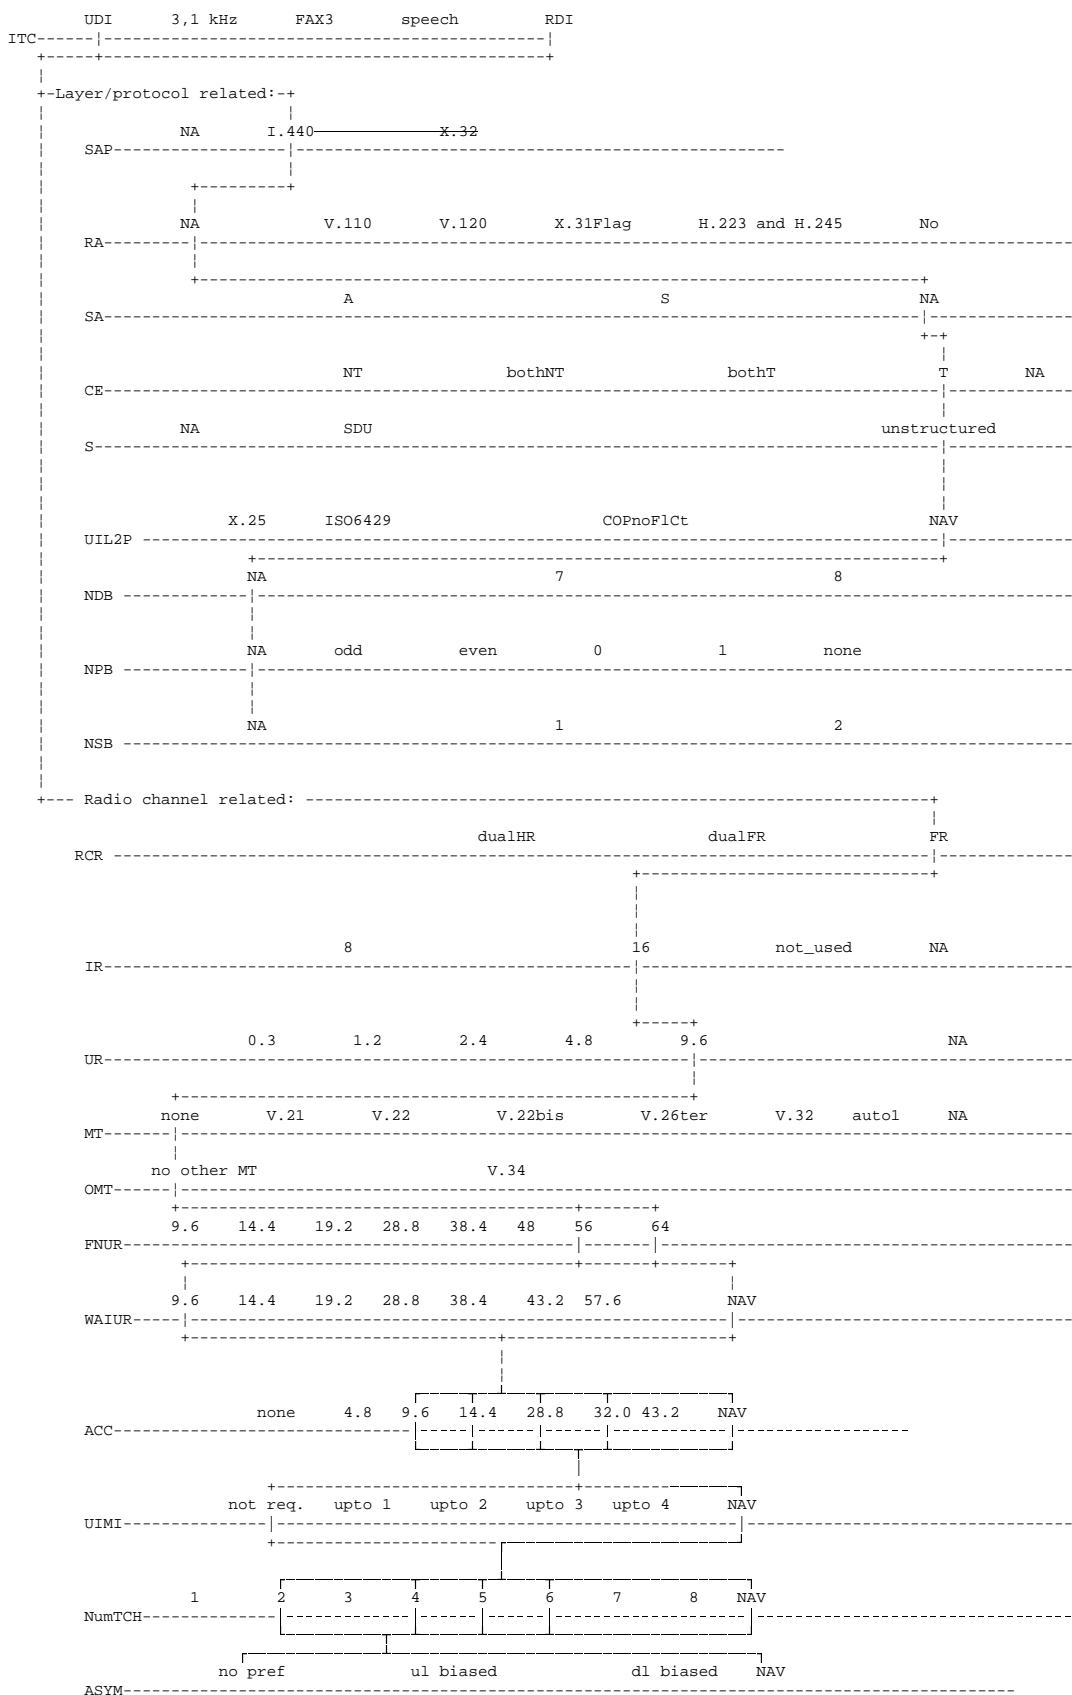 UDI 3,1 kHz FAX3 speech RDI
ITC
Layer/protocol related:
NA I.440 X.32
SAP
NA V.110 V.120 X.31Flag H.223 and H.245 No
RA
A S NA
SA
NT bothNT bothT T NA
CE
NA SDU unstructured
S
X.25 ISO6429 COPnoFlCt NAV
UIL2P
NA 7 8
NDB
NA odd even 0 1 none
NPB
NA 1 2
NSB
Radio channel related:
dualHR dualFR FR
RCR
8 16 not_used NA
IR
0.3 1.2 2.4 4.8 9.6 NA
UR
none V.21 V.22 V.22bis V.26ter V.32 auto1 NA
MT
no other MT V.34
OMT
9.6 14.4 19.2 28.8 38.4 48 56 64
FNUR
9.6 14.4 19.2 28.8 38.4 43.2 57.6 NAV
WAIUR
none 4.8 9.6 14.4 28.8 32.0 43.2 NAV
ACC
not req. upto 1 upto 2 upto 3 upto 4 NAV
UIMI
1 2 3 4 5 6 7 8 NAV
NumTCH
no pref ul biased dl biased NAV
ASYM